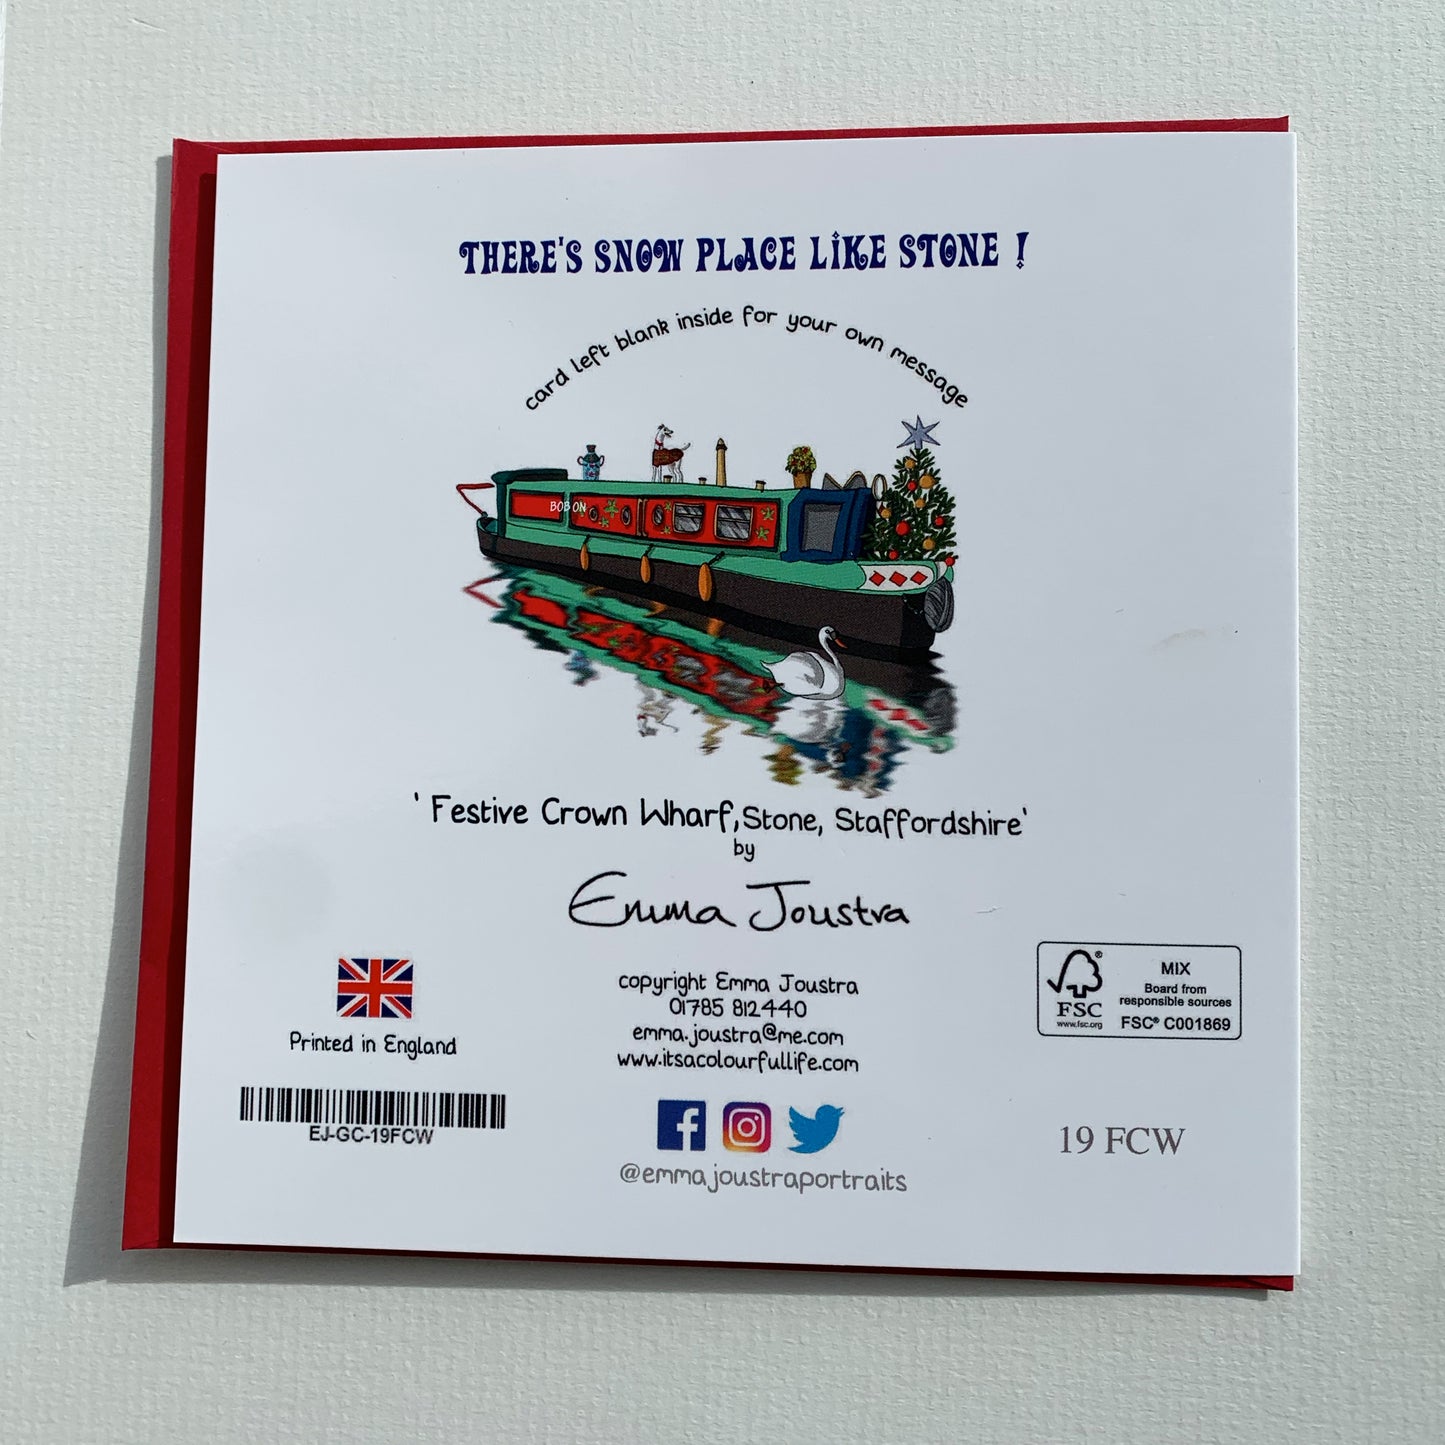 THERE'S SNOW PLACE LIKE STONE !
card left blank inside for your own message
BOB ON
' Festive Crown Wharf, Stone, Staffordshire'
by
Emma Joustra
copyright Emma Joustra
01785 812440
emma.joustra@me.com
www.itsacolourfullife.com
Printed in England
EJ-GC-19FCW
FSC
www.fsc.org
MIX
Board from
responsible sources
FSC® C001869
@emmajoustraportraits
19 FCW